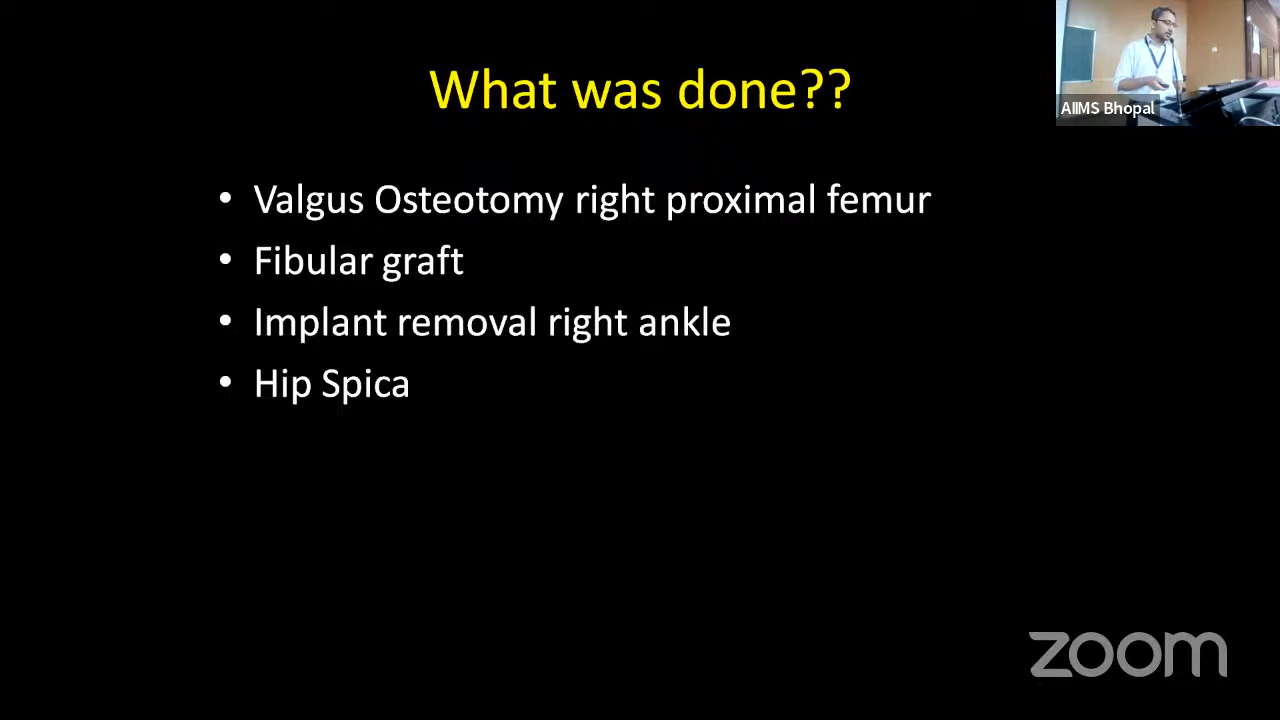 What was done??
AIIMS Bhopal
• Valgus Osteotomy right proximal femur
• Fibular graft
• Implant removal right ankle
• Hip Spica
zoom